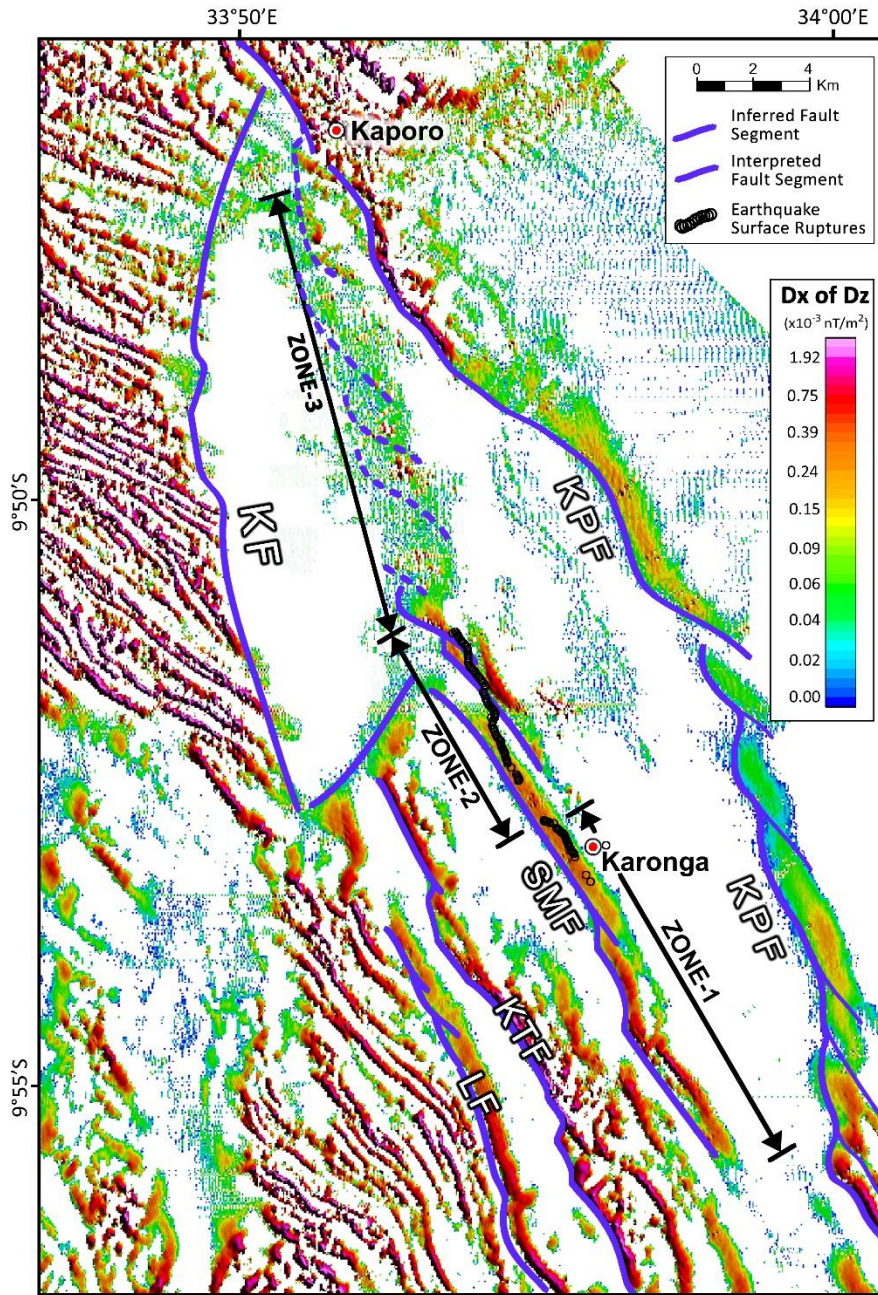 33°50'E
34°00'E
0 2 4
Km
Inferred Fault
Segment
Interpreted
Fault Segment
Earthquake
Surface Ruptures
Kaporo
Dx of Dz
(x10⁻³ nT/m²)
1.92
0.75
0.39
0.24
0.15
0.09
0.06
0.04
0.02
0.00
ZONE-3
9°50'S
KF
KPF
ZONE-2
Karonga
SMF
KPF
ZONE-1
KTF
LF
9°55'S